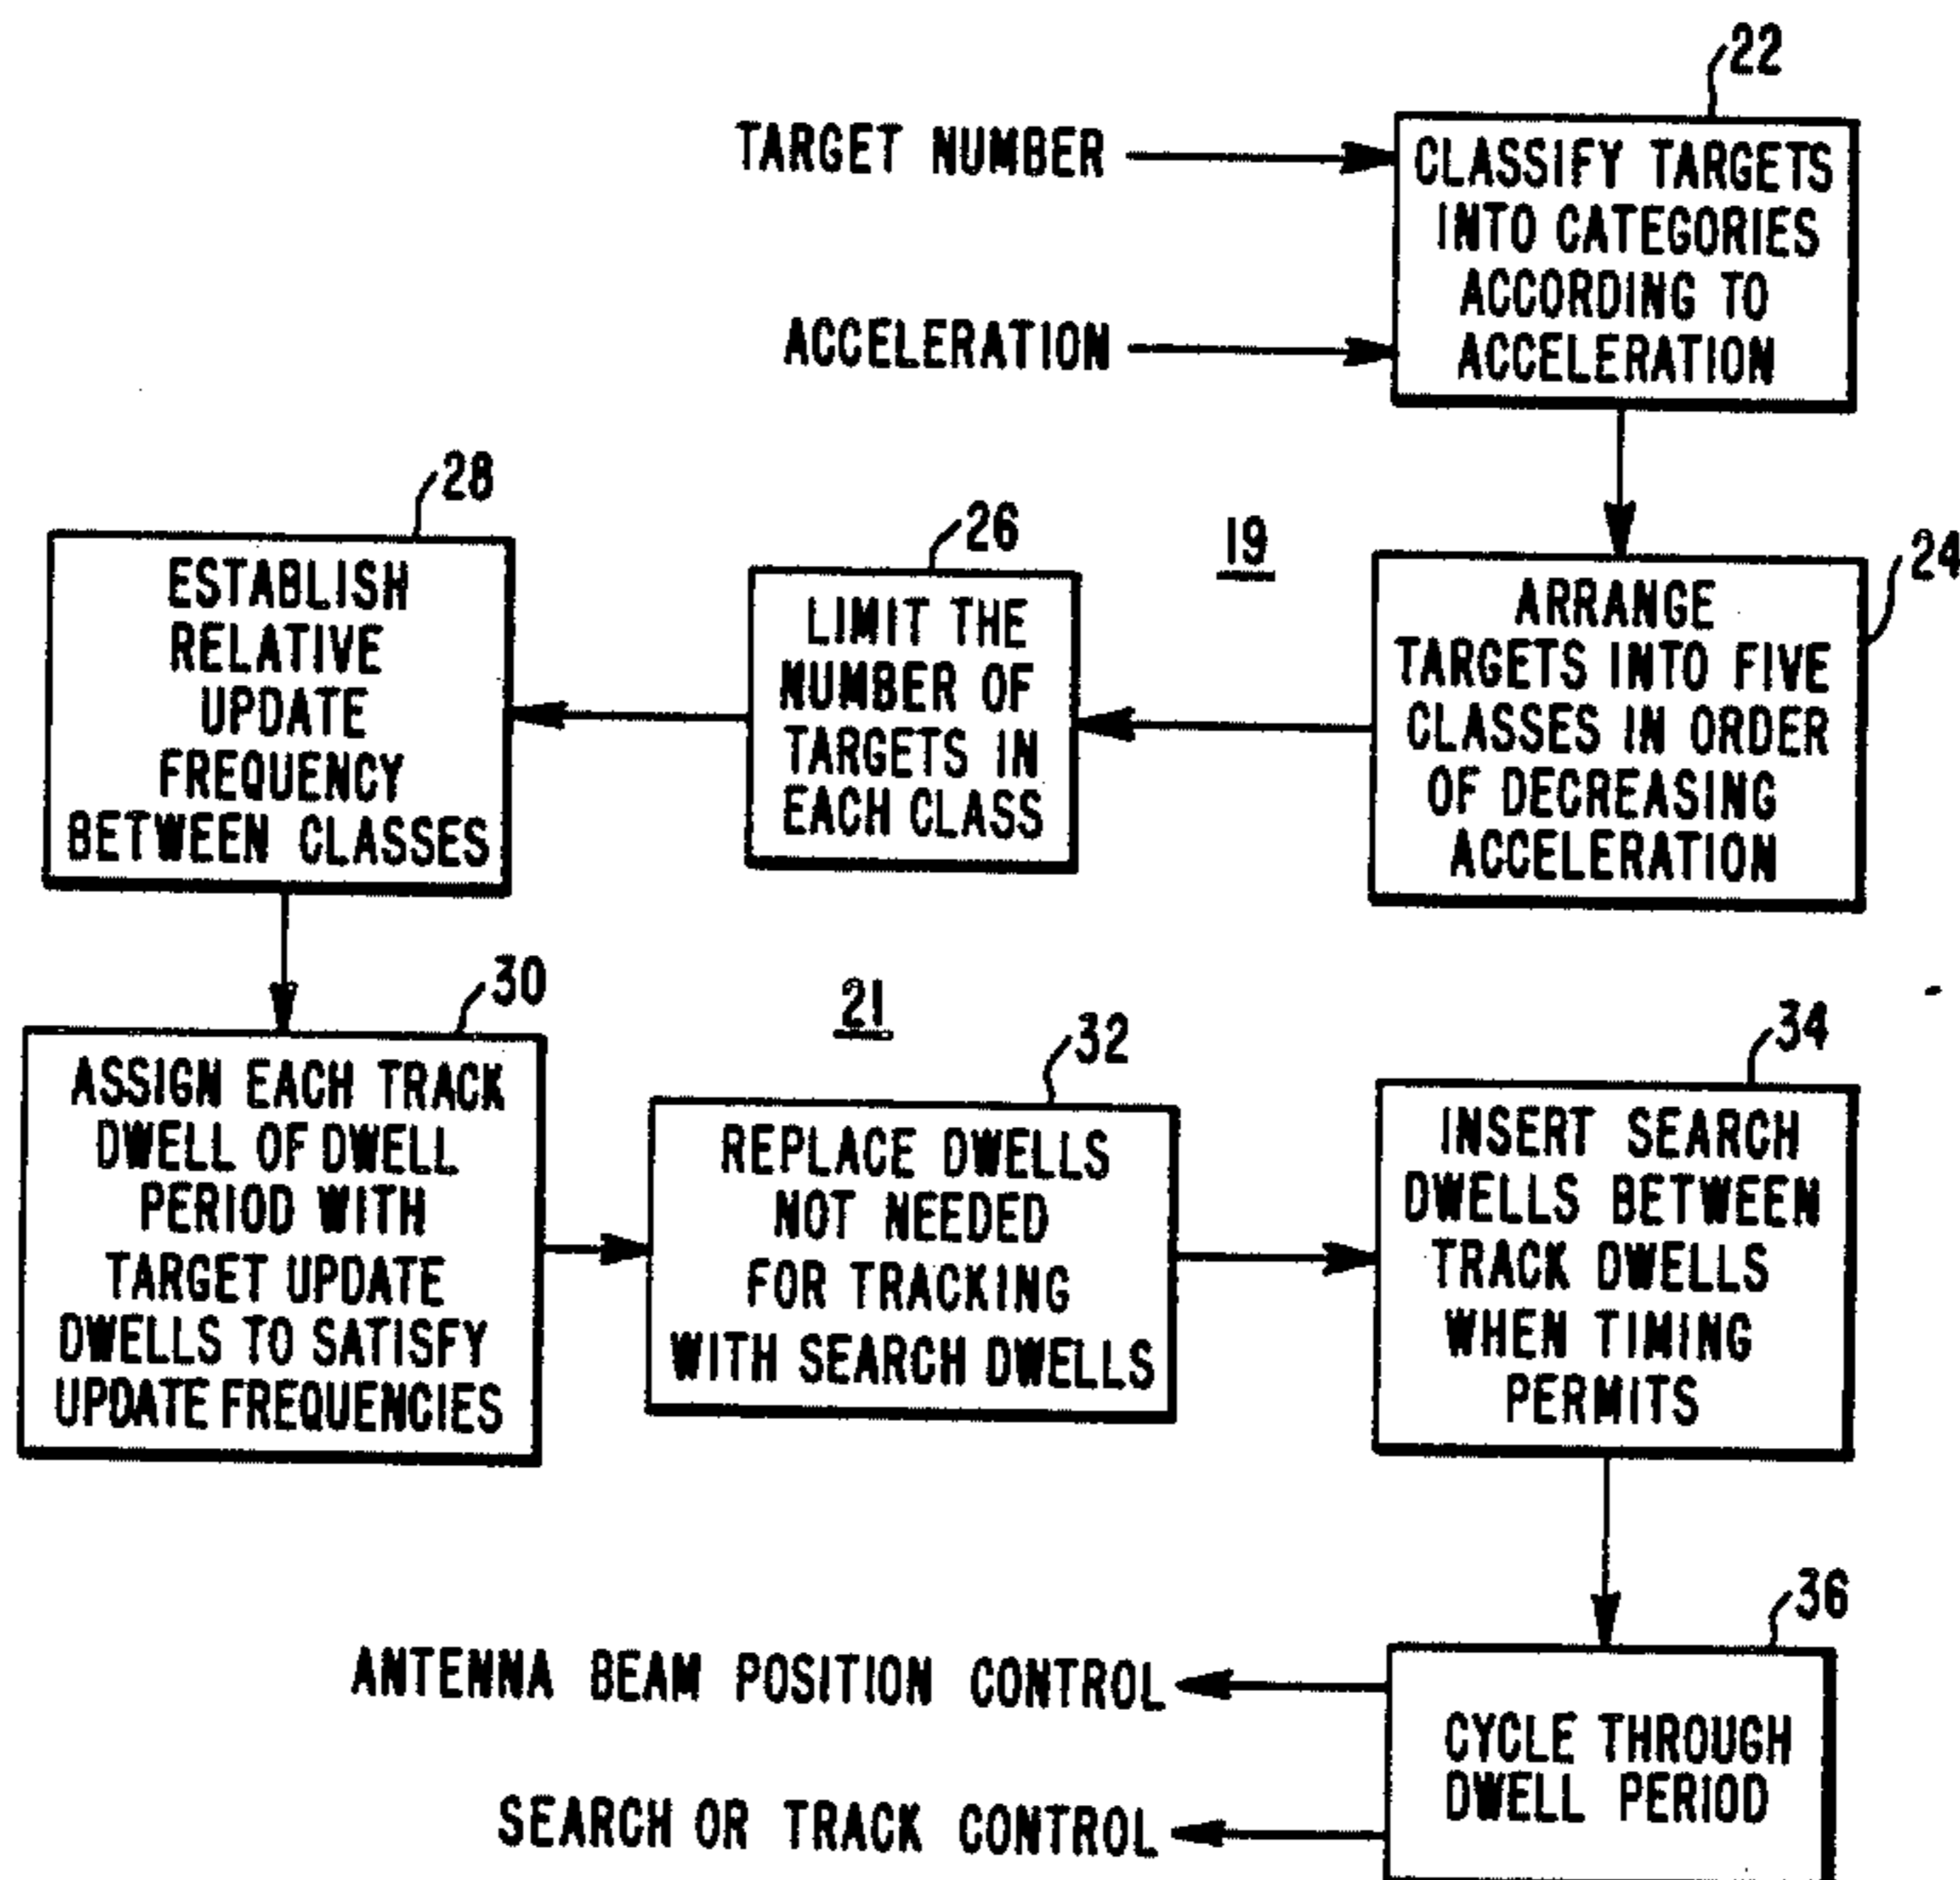 22
TARGET NUMBER
ACCELERATION
CLASSIFY TARGETS
INTO CATEGORIES
ACCORDING TO
ACCELERATION
24
ARRANGE
TARGETS INTO FIVE
CLASSES IN ORDER
OF DECREASING
ACCELERATION
19
26
LIMIT THE
NUMBER OF
TARGETS IN
EACH CLASS
28
ESTABLISH
RELATIVE
UPDATE
FREQUENCY
BETWEEN CLASSES
30
ASSIGN EACH TRACK
DWELL OF DWELL
PERIOD WITH
TARGET UPDATE
DWELLS TO SATISFY
UPDATE FREQUENCIES
21
32
REPLACE DWELLS
NOT NEEDED
FOR TRACKING
WITH SEARCH DWELLS
34
INSERT SEARCH
DWELLS BETWEEN
TRACK DWELLS
WHEN TIMING
PERMITS
36
CYCLE THROUGH
DWELL PERIOD
ANTENNA BEAM POSITION CONTROL
SEARCH OR TRACK CONTROL